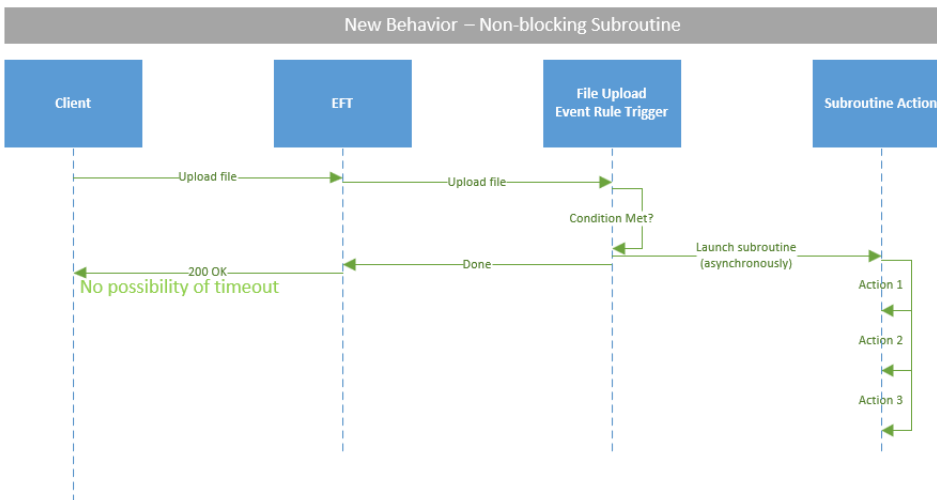 New Behavior – Non-blocking Subroutine
Client
EFT
File Upload
Event Rule Trigger
Subroutine Action
Upload file
Upload file
Condition Met?
Launch subroutine
(asynchronously)
Done
200 OK
No possibility of timeout
Action 1
Action 2
Action 3